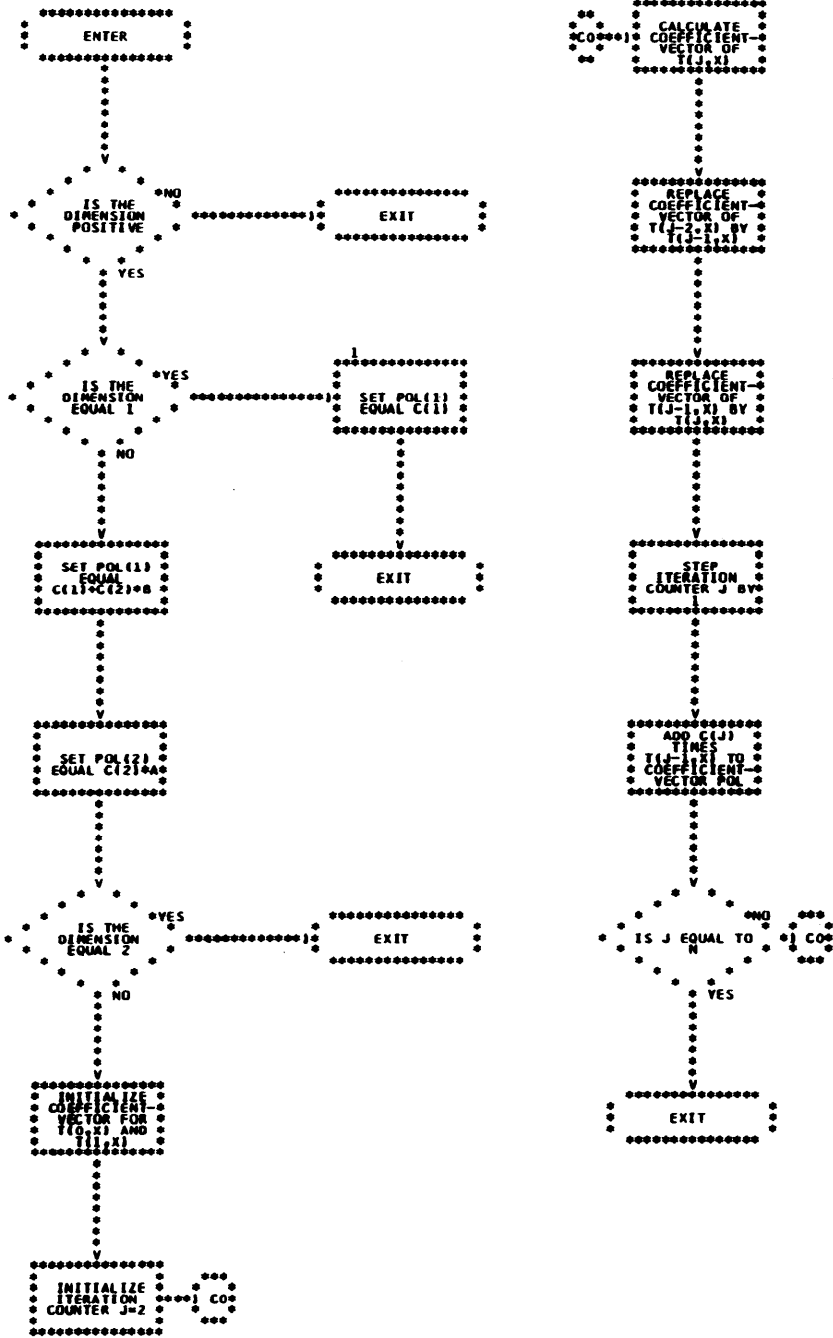 ENTER
IS THE
DIMENSION
POSITIVE
NO
EXIT
YES
IS THE
DIMENSION
EQUAL 1
YES
1
SET POL(1)
EQUAL C(1)
NO
EXIT
SET POL(1)
EQUAL
C(1)+C(2)*B
SET POL(2)
EQUAL C(2)*A
IS THE
DIMENSION
EQUAL 2
YES
EXIT
NO
INITIALIZE
COEFFICIENT-
VECTOR FOR
T(0,X) AND
T(1,X)
INITIALIZE
ITERATION
COUNTER J=2
CO
CO
CALCULATE
COEFFICIENT-
VECTOR OF
T(J,X)
REPLACE
COEFFICIENT-
VECTOR OF
T(J-2,X) BY
T(J-1,X)
REPLACE
COEFFICIENT-
VECTOR OF
T(J-1,X) BY
T(J,X)
STEP
ITERATION
COUNTER J BY
1
ADD C(J)
TIMES
T(J-1,X) TO
COEFFICIENT-
VECTOR POL
IS J EQUAL TO
N
NO
CO
YES
EXIT